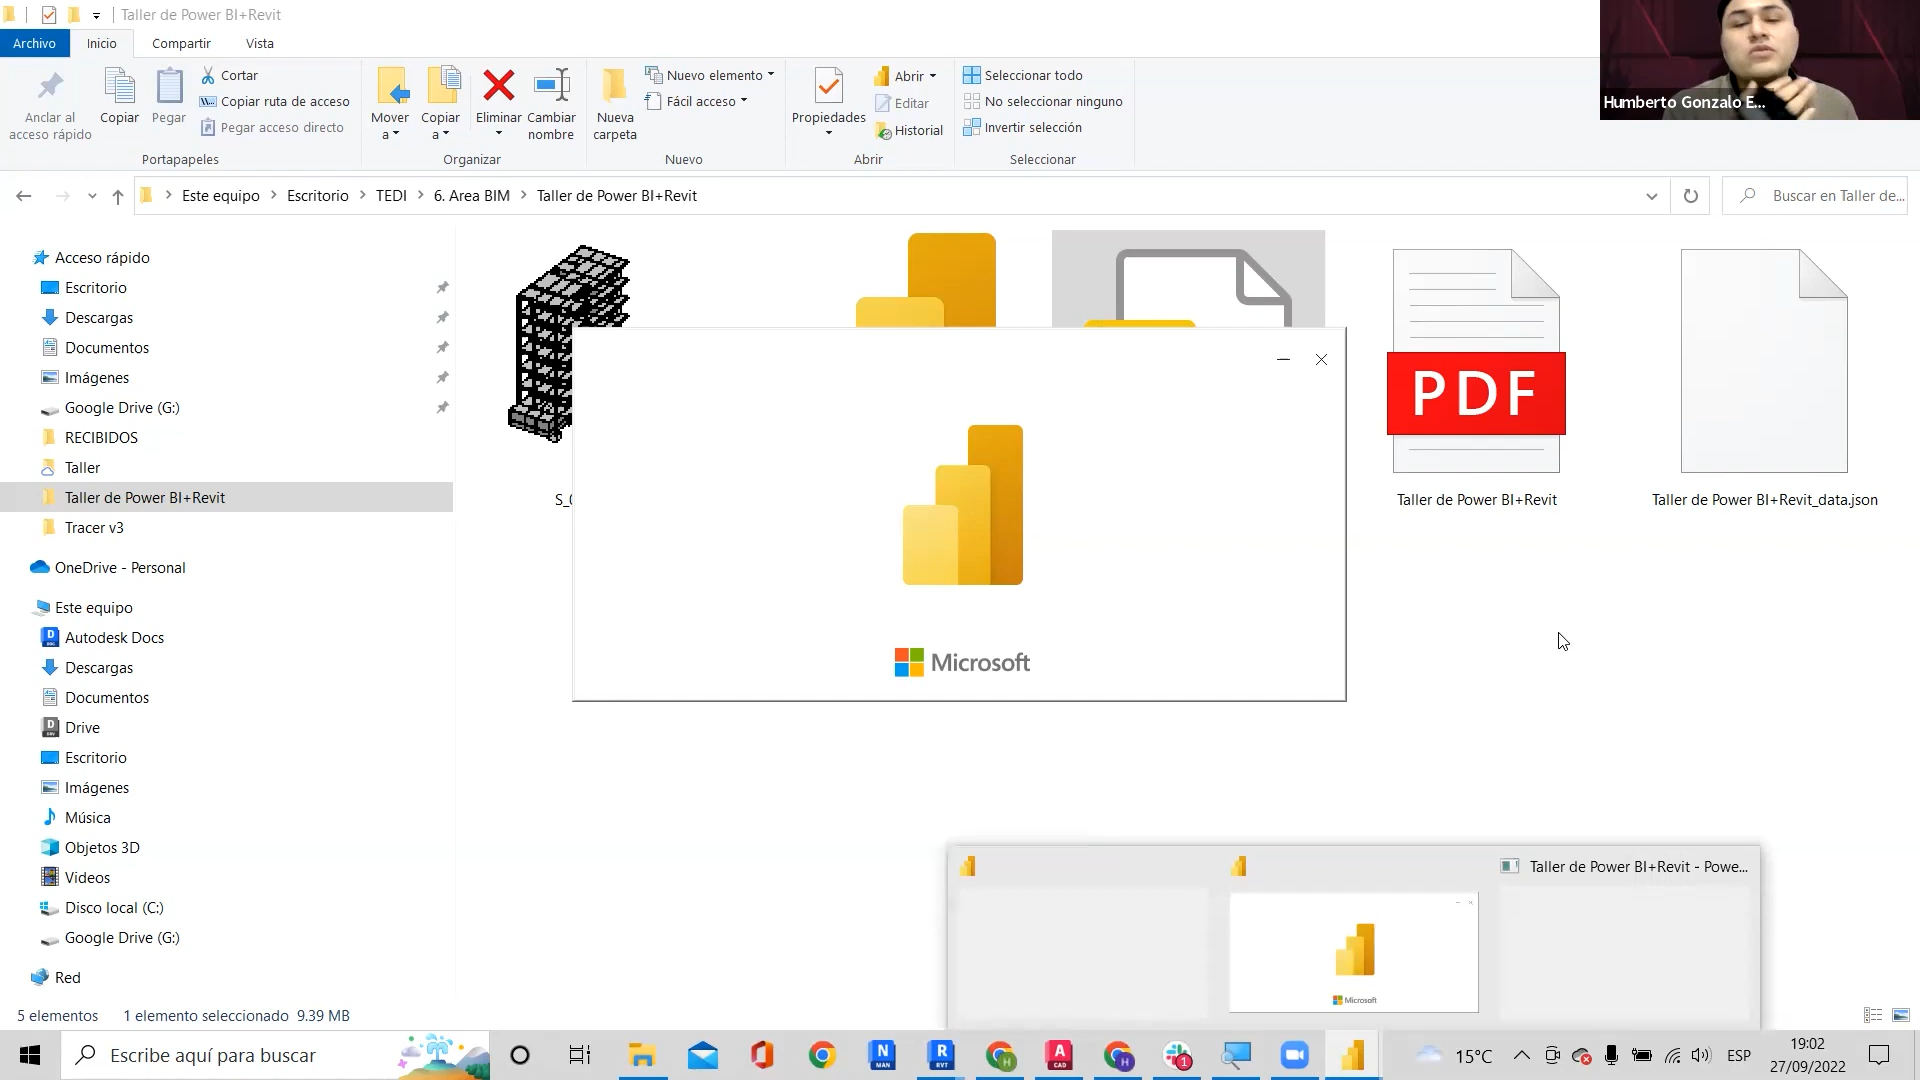 Taller de Power BI+Revit
Archivo
Inicio
Compartir
Vista
Anclar al
acceso rápido
Copiar
Pegar
Cortar
Copiar ruta de acceso
Pegar acceso directo
Portapapeles
Mover
a
Copiar
a
Eliminar
Cambiar
nombre
Organizar
Nueva
carpeta
Nuevo elemento
Fácil acceso
Nuevo
Propiedades
Abrir
Editar
Historial
Abrir
Seleccionar todo
No seleccionar ninguno
Invertir selección
Seleccionar
Humberto Gonzalo E...
Este equipo > Escritorio > TEDI > 6. Area BIM > Taller de Power BI+Revit
Buscar en Taller de...
Acceso rápido
Escritorio
Descargas
Documentos
Imágenes
Google Drive (G:)
RECIBIDOS
Taller
Taller de Power BI+Revit
Tracer v3
OneDrive - Personal
Este equipo
Autodesk Docs
Descargas
Documentos
Drive
Escritorio
Imágenes
Música
Objetos 3D
Videos
Disco local (C:)
Google Drive (G:)
Red
PDF
Taller de Power BI+Revit
Taller de Power BI+Revit_data.json
Microsoft
Taller de Power BI+Revit - Powe...
Microsoft
5 elementos
1 elemento seleccionado 9.39 MB
Escribe aquí para buscar
N
MAN
R
RVT
H
A
CAD
H
1
15°C
ESP
19:02
27/09/2022